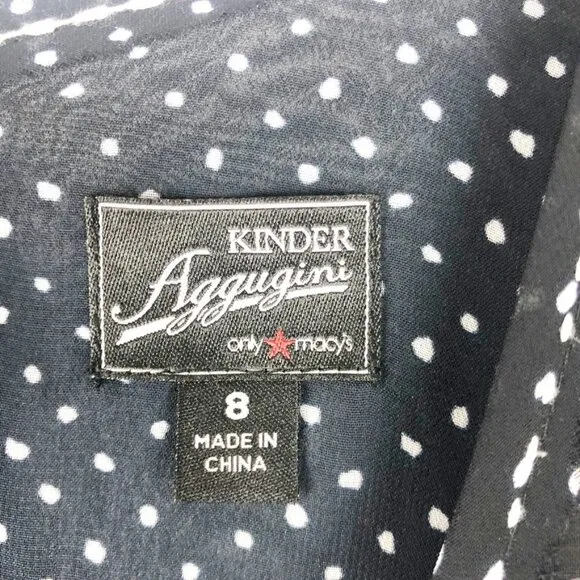 KINDER
Aggugini
only macy's
8
MADE IN
CHINA